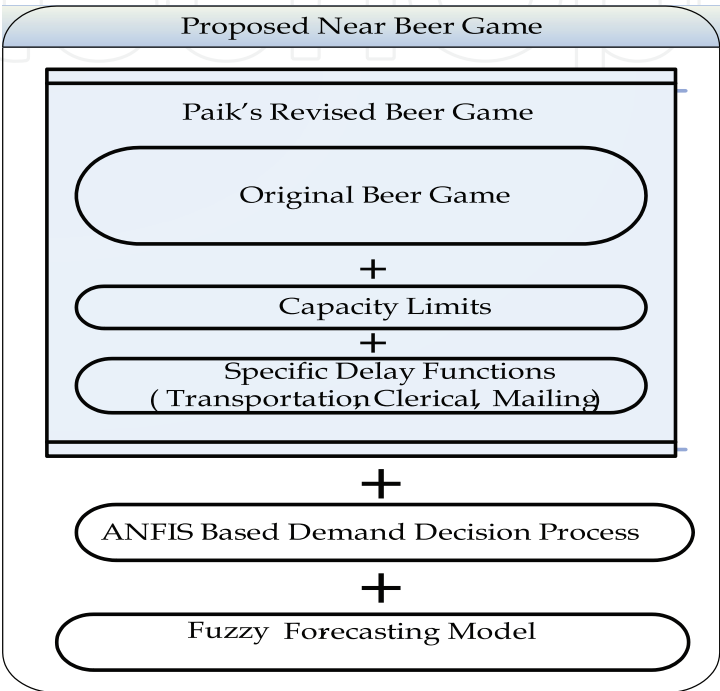 Proposed Near Beer Game
Paik's Revised Beer Game
Original Beer Game
+
Capacity Limits
+
Specific Delay Functions
( Transportation, Clerical, Mailing)
+
ANFIS Based Demand Decision Process
+
Fuzzy Forecasting Model